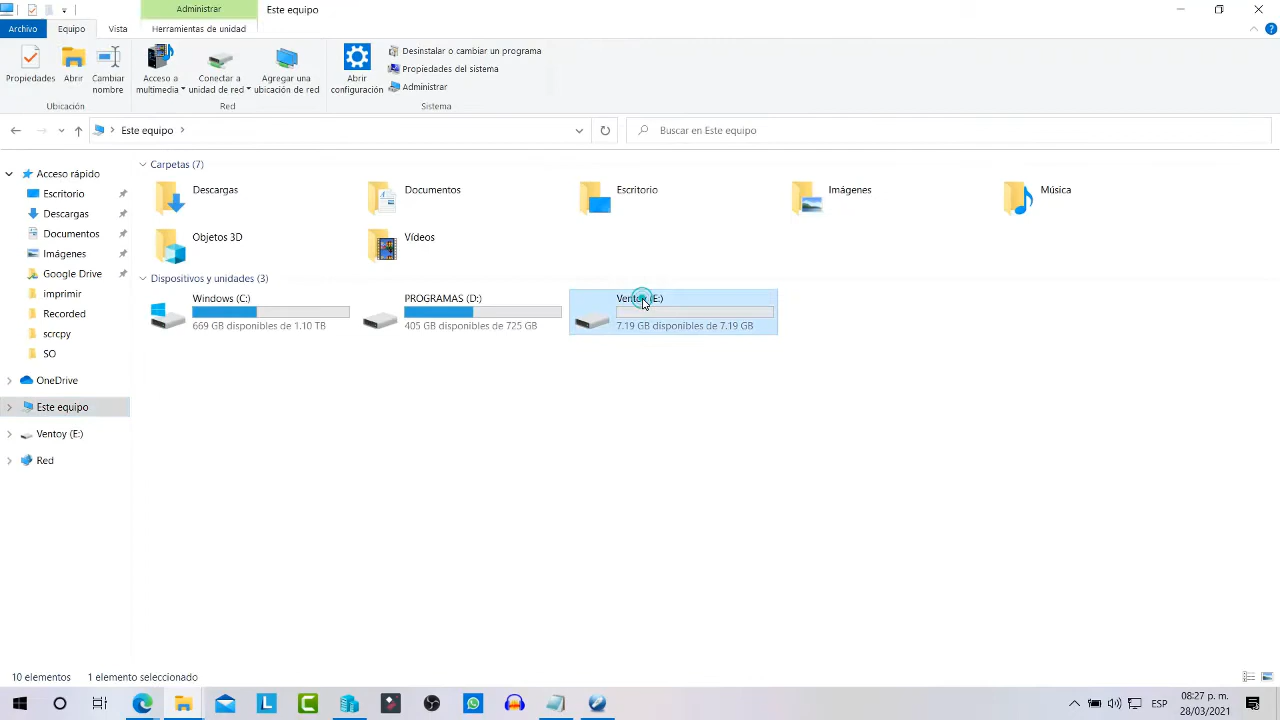 Administrar
Este equipo
Archivo
Equipo
Vista
Herramientas de unidad
Propiedades
Abrir
Cambiar
nombre
Ubicación
Acceso a
multimedia
Conectar a
unidad de red
Agregar una
ubicación de red
Red
Abrir
configuración
Desinstalar o cambiar un programa
Propiedades del sistema
Administrar
Sistema
Este equipo
Buscar en Este equipo
Acceso rápido
Escritorio
Descargas
Documentos
Imágenes
Google Drive
imprimir
Recorded
scrcpy
SO
OneDrive
Este equipo
Ventoy (E:)
Red
Carpetas (7)
Descargas
Documentos
Escritorio
Imágenes
Música
Objetos 3D
Vídeos
Dispositivos y unidades (3)
Windows (C:)
669 GB disponibles de 1.10 TB
PROGRAMAS (D:)
405 GB disponibles de 725 GB
Ventoy (E:)
7.19 GB disponibles de 7.19 GB
10 elementos
1 elemento seleccionado
ESP
08:27 p. m.
28/03/2021